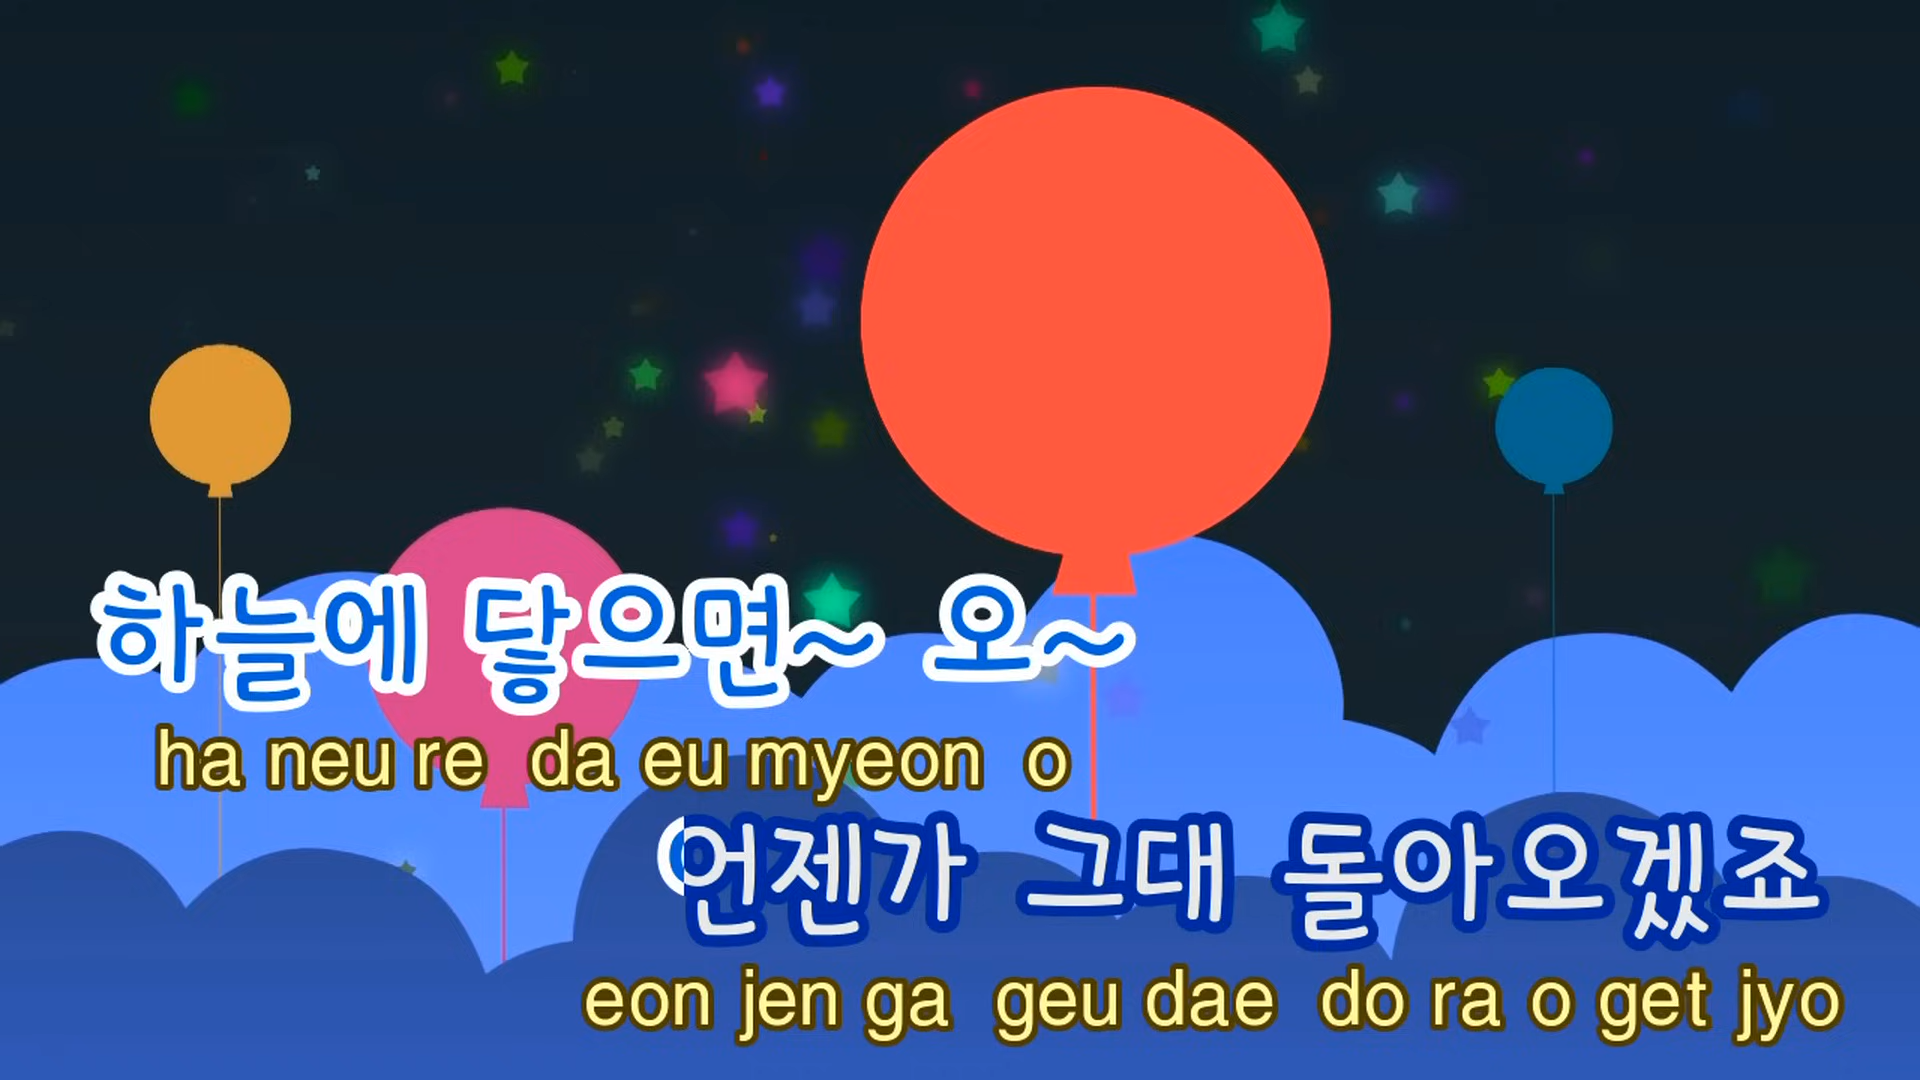 하늘에 닿으면~ 오~
ha neu re da eu myeon o
언젠가 그대 돌아오겠죠
eon jen ga geu dae do ra o get jyo